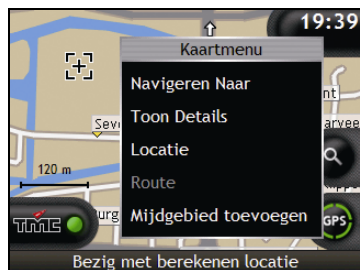 19:39
Kaartmenu
Navigeren Naar
Toon Details
Locatie
Route
Mijdgebied toevoegen
120 m
TMC
GPS
Bezig met berekenen locatie